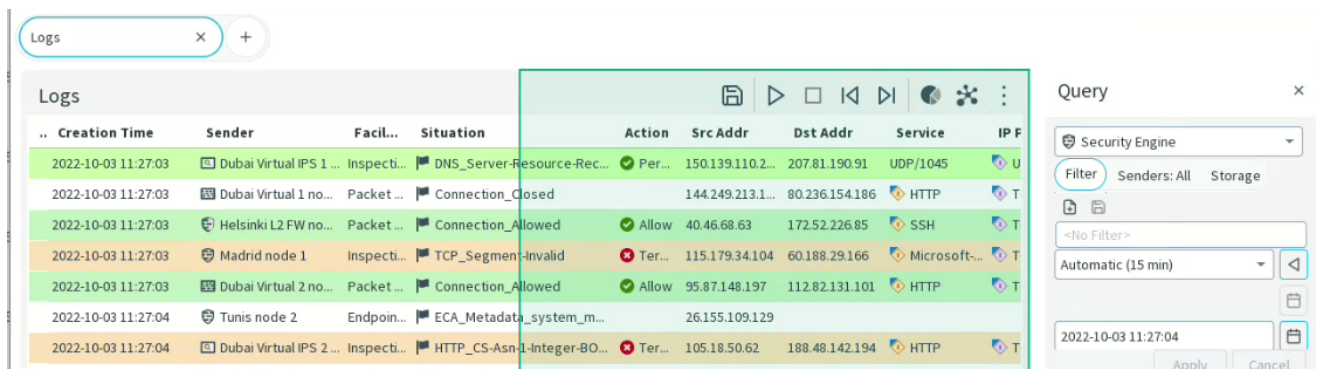 Logs
Logs
.. Creation Time Sender Facil... Situation Action Src Addr Dst Addr Service IP F
2022-10-03 11:27:03 Dubai Virtual IPS 1 ... Inspecti... DNS_Server-Resource-Rec... Per... 150.139.110.2... 207.81.190.91 UDP/1045 U
2022-10-03 11:27:03 Dubai Virtual 1 no... Packet ... Connection_Closed 144.249.213.1... 80.236.154.186 HTTP T
2022-10-03 11:27:03 Helsinki L2 FW no... Packet ... Connection_Allowed Allow 40.46.68.63 172.52.226.85 SSH T
2022-10-03 11:27:03 Madrid node 1 Inspecti... TCP_Segment-Invalid Ter... 115.179.34.104 60.188.29.166 Microsoft-... T
2022-10-03 11:27:03 Dubai Virtual 2 no... Packet ... Connection_Allowed Allow 95.87.148.197 112.82.131.101 HTTP T
2022-10-03 11:27:04 Tunis node 2 Endpoin... ECA_Metadata_system_m... 26.155.109.129
2022-10-03 11:27:04 Dubai Virtual IPS 2 ... Inspecti... HTTP_CS-Asn-1-Integer-BO... Ter... 105.18.50.62 188.48.142.194 HTTP T
Query
Security Engine
Filter Senders: All Storage
<No Filter>
Automatic (15 min)
2022-10-03 11:27:04
Apply Cancel